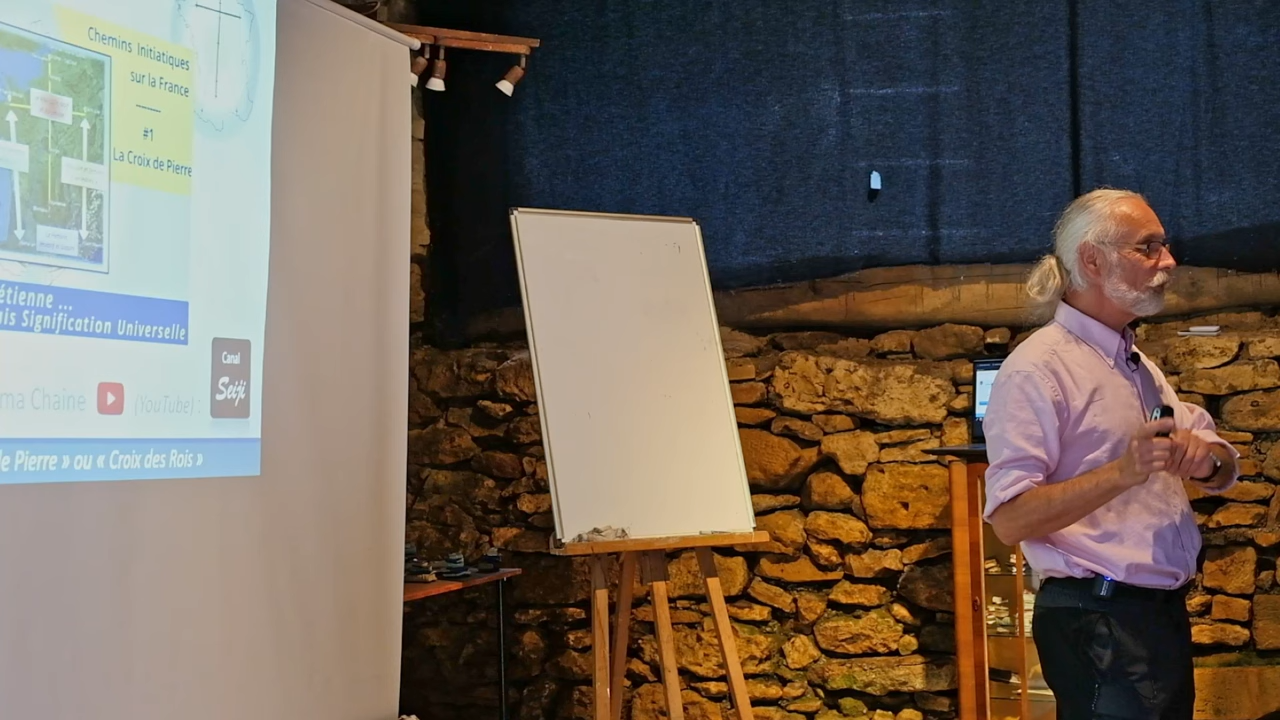 Chemins Initiatiques
sur la France
#1
La Croix de Pierre
étienne ...
is Signification Universelle
Canal
Seiji
ma Chaîne
(YouTube) :
de Pierre » ou « Croix des Rois »